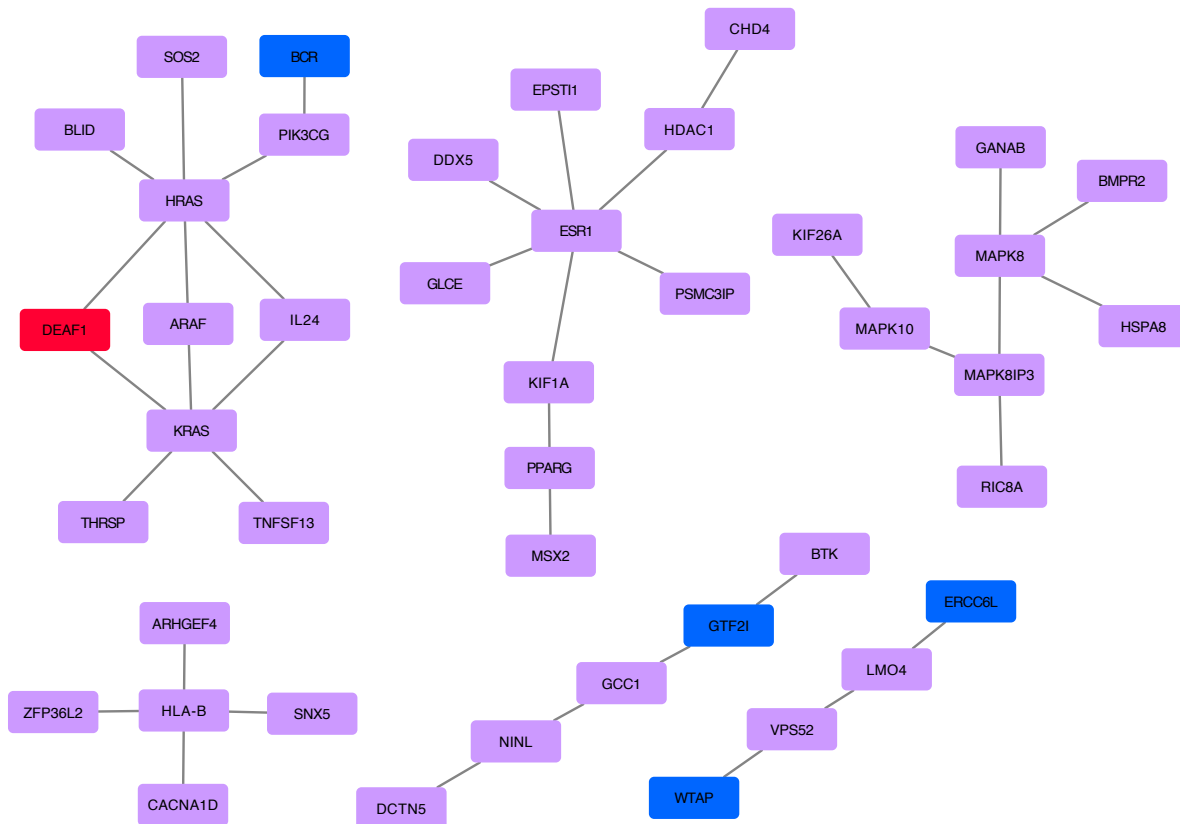 CHD4
SOS2
BCR
EPSTI1
BLID
PIK3CG
HDAC1
GANAB
DDX5
BMPR2
HRAS
ESR1
KIF26A
MAPK8
GLCE
PSMC3IP
DEAF1
ARAF
IL24
MAPK10
HSPA8
KIF1A
MAPK8IP3
KRAS
PPARG
RIC8A
THRSP
TNFSF13
MSX2
BTK
ERCC6L
ARHGEF4
GTF2I
LMO4
GCC1
ZFP36L2
HLA-B
SNX5
VPS52
NINL
WTAP
CACNA1D
DCTN5